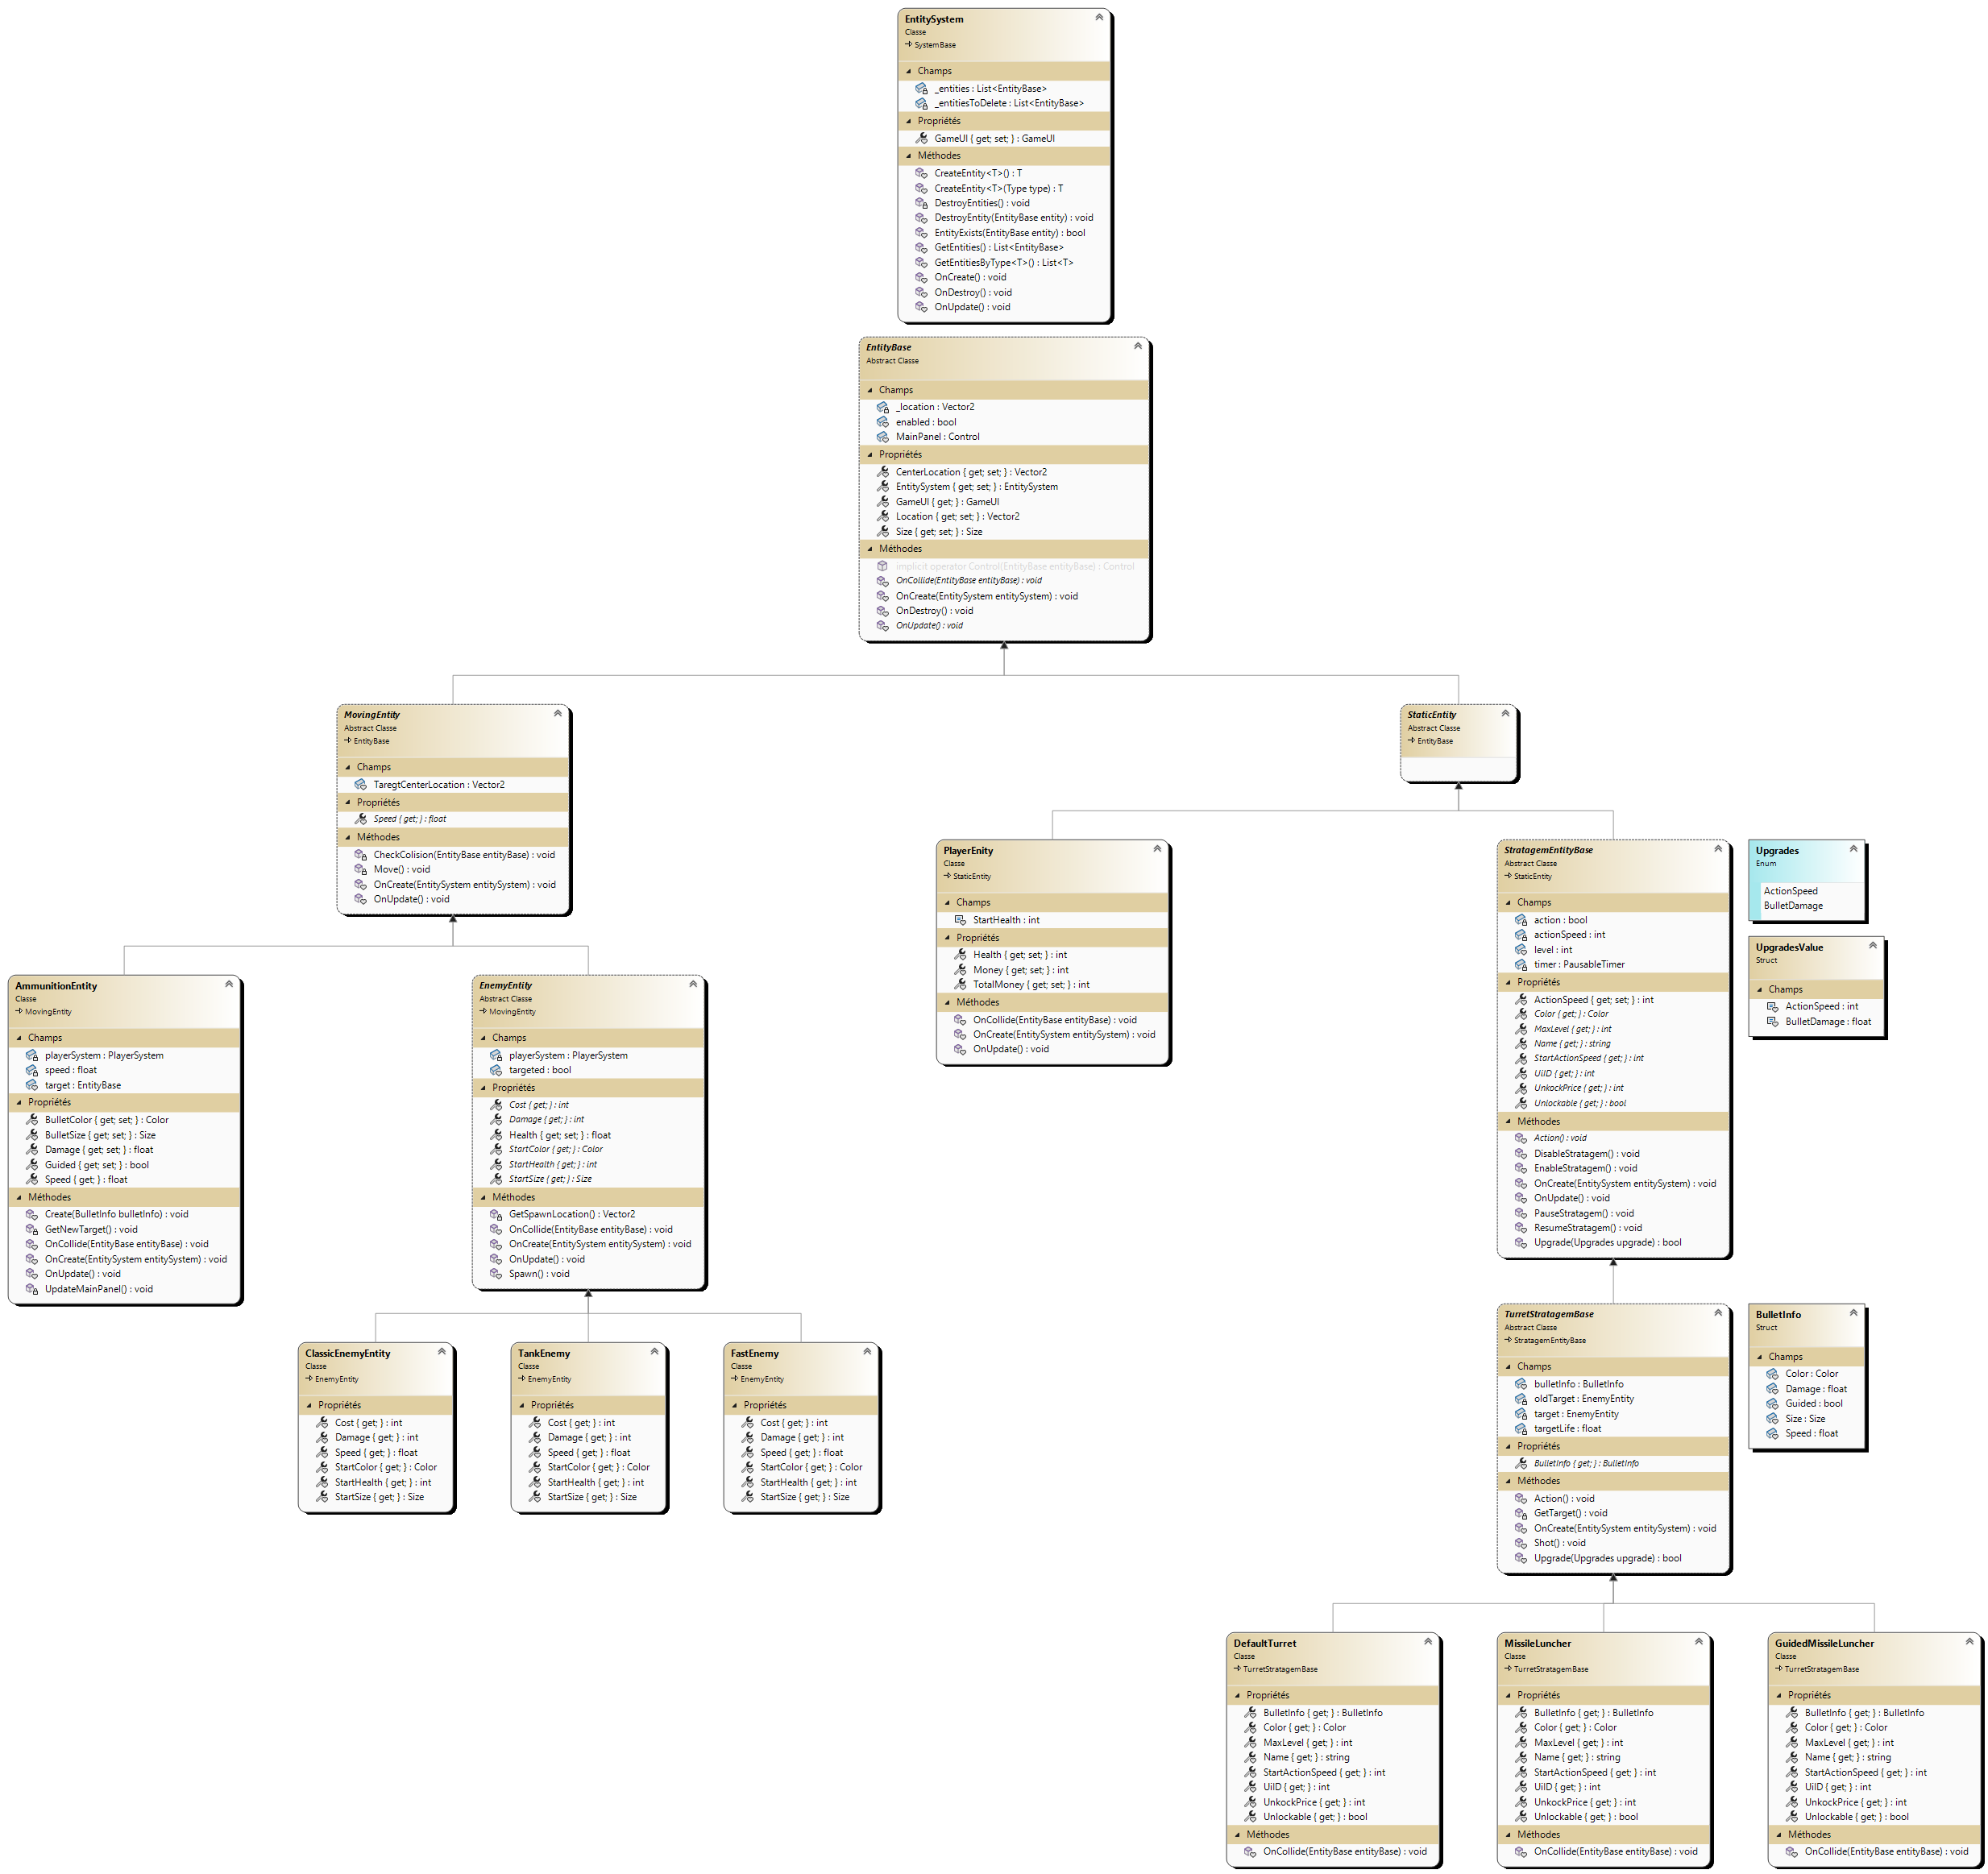 EntitySystem
Classe
SystemBase
Champs
_entities : List<EntityBase>
_entitiesToDelete : List<EntityBase>
Propriétés
GameUI { get; set; } : GameUI
Méthodes
CreateEntity<T>() : T
CreateEntity<T>(Type type) : T
DestroyEntities() : void
DestroyEntity(EntityBase entity) : void
EntityExists(EntityBase entity) : bool
GetEntities() : List<EntityBase>
GetEntitiesByType<T>() : List<T>
OnCreate() : void
OnDestroy() : void
OnUpdate() : void
EntityBase
Abstract Classe
Champs
_location : Vector2
enabled : bool
MainPanel : Control
Propriétés
CenterLocation { get; set; } : Vector2
EntitySystem { get; set; } : EntitySystem
GameUI { get; } : GameUI
Location { get; set; } : Vector2
Size { get; set; } : Size
Méthodes
implicit operator Control(EntityBase entityBase) : Control
OnCollide(EntityBase entityBase) : void
OnCreate(EntitySystem entitySystem) : void
OnDestroy() : void
OnUpdate() : void
MovingEntity
Abstract Classe
EntityBase
Champs
TaregtCenterLocation : Vector2
Propriétés
Speed { get; } : float
Méthodes
CheckColision(EntityBase entityBase) : void
Move() : void
OnCreate(EntitySystem entitySystem) : void
OnUpdate() : void
StaticEntity
Abstract Classe
EntityBase
PlayerEnity
Classe
StaticEntity
Champs
StartHealth : int
Propriétés
Health { get; set; } : int
Money { get; set; } : int
TotalMoney { get; set; } : int
Méthodes
OnCollide(EntityBase entityBase) : void
OnCreate(EntitySystem entitySystem) : void
OnUpdate() : void
StratagemEntityBase
Abstract Classe
StaticEntity
Champs
action : bool
actionSpeed : int
level : int
timer : PausableTimer
Propriétés
ActionSpeed { get; set; } : int
Color { get; } : Color
MaxLevel { get; } : int
Name { get; } : string
StartActionSpeed { get; } : int
UiID { get; } : int
UnkockPrice { get; } : int
Unlockable { get; } : bool
Méthodes
Action() : void
DisableStratagem() : void
EnableStratagem() : void
OnCreate(EntitySystem entitySystem) : void
OnUpdate() : void
PauseStratagem() : void
ResumeStratagem() : void
Upgrade(Upgrades upgrade) : bool
Upgrades
Enum
ActionSpeed
BulletDamage
UpgradesValue
Struct
Champs
ActionSpeed : int
BulletDamage : float
AmmunitionEntity
Classe
MovingEntity
Champs
playerSystem : PlayerSystem
speed : float
target : EntityBase
Propriétés
BulletColor { get; set; } : Color
BulletSize { get; set; } : Size
Damage { get; set; } : float
Guided { get; set; } : bool
Speed { get; } : float
Méthodes
Create(BulletInfo bulletInfo) : void
GetNewTarget() : void
OnCollide(EntityBase entityBase) : void
OnCreate(EntitySystem entitySystem) : void
OnUpdate() : void
UpdateMainPanel() : void
EnemyEntity
Abstract Classe
MovingEntity
Champs
playerSystem : PlayerSystem
targeted : bool
Propriétés
Cost { get; } : int
Damage { get; } : int
Health { get; set; } : float
StartColor { get; } : Color
StartHealth { get; } : int
StartSize { get; } : Size
Méthodes
GetSpawnLocation() : Vector2
OnCollide(EntityBase entityBase) : void
OnCreate(EntitySystem entitySystem) : void
OnUpdate() : void
Spawn() : void
ClassicEnemyEntity
Classe
EnemyEntity
Propriétés
Cost { get; } : int
Damage { get; } : int
Speed { get; } : float
StartColor { get; } : Color
StartHealth { get; } : int
StartSize { get; } : Size
TankEnemy
Classe
EnemyEntity
Propriétés
Cost { get; } : int
Damage { get; } : int
Speed { get; } : float
StartColor { get; } : Color
StartHealth { get; } : int
StartSize { get; } : Size
FastEnemy
Classe
EnemyEntity
Propriétés
Cost { get; } : int
Damage { get; } : int
Speed { get; } : float
StartColor { get; } : Color
StartHealth { get; } : int
StartSize { get; } : Size
TurretStratagemBase
Abstract Classe
StratagemEntityBase
Champs
bulletInfo : BulletInfo
oldTarget : EnemyEntity
target : EnemyEntity
targetLife : float
Propriétés
BulletInfo { get; } : BulletInfo
Méthodes
Action() : void
GetTarget() : void
OnCreate(EntitySystem entitySystem) : void
Shot() : void
Upgrade(Upgrades upgrade) : bool
BulletInfo
Struct
Champs
Color : Color
Damage : float
Guided : bool
Size : Size
Speed : float
DefaultTurret
Classe
TurretStratagemBase
Propriétés
BulletInfo { get; } : BulletInfo
Color { get; } : Color
MaxLevel { get; } : int
Name { get; } : string
StartActionSpeed { get; } : int
UiID { get; } : int
UnkockPrice { get; } : int
Unlockable { get; } : bool
Méthodes
OnCollide(EntityBase entityBase) : void
MissileLuncher
Classe
TurretStratagemBase
Propriétés
BulletInfo { get; } : BulletInfo
Color { get; } : Color
MaxLevel { get; } : int
Name { get; } : string
StartActionSpeed { get; } : int
UiID { get; } : int
UnkockPrice { get; } : int
Unlockable { get; } : bool
Méthodes
OnCollide(EntityBase entityBase) : void
GuidedMissileLuncher
Classe
TurretStratagemBase
Propriétés
BulletInfo { get; } : BulletInfo
Color { get; } : Color
MaxLevel { get; } : int
Name { get; } : string
StartActionSpeed { get; } : int
UiID { get; } : int
UnkockPrice { get; } : int
Unlockable { get; } : bool
Méthodes
OnCollide(EntityBase entityBase) : void